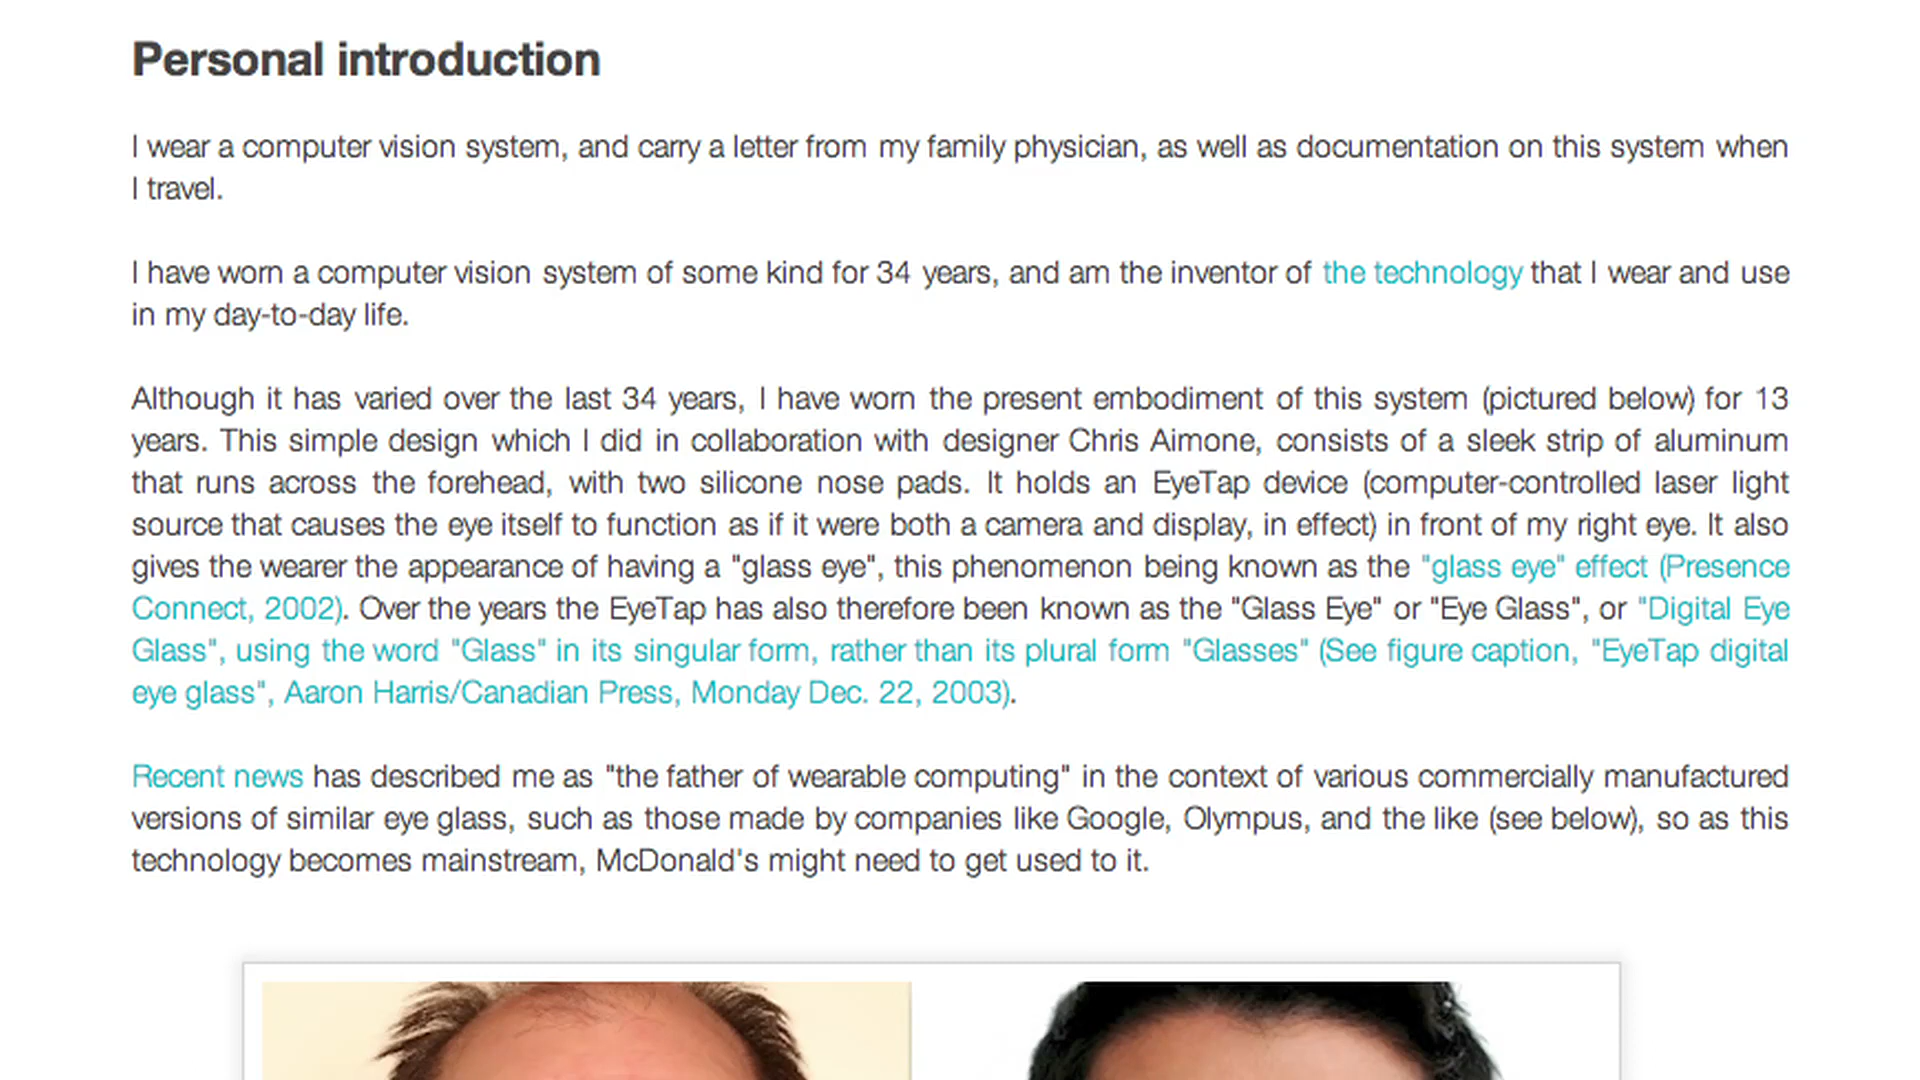 Personal introduction
I wear a computer vision system, and carry a letter from my family physician, as well as documentation on this system when
I travel.
I have worn a computer vision system of some kind for 34 years, and am the inventor of the technology that I wear and use
in my day-to-day life.
Although it has varied over the last 34 years, I have worn the present embodiment of this system (pictured below) for 13
years. This simple design which I did in collaboration with designer Chris Aimone, consists of a sleek strip of aluminum
that runs across the forehead, with two silicone nose pads. It holds an EyeTap device (computer-controlled laser light
source that causes the eye itself to function as if it were both a camera and display, in effect) in front of my right eye. It also
gives the wearer the appearance of having a "glass eye", this phenomenon being known as the "glass eye" effect (Presence
Connect, 2002). Over the years the EyeTap has also therefore been known as the "Glass Eye" or "Eye Glass", or "Digital Eye
Glass", using the word "Glass" in its singular form, rather than its plural form "Glasses" (See figure caption, "EyeTap digital
eye glass", Aaron Harris/Canadian Press, Monday Dec. 22, 2003).
Recent news has described me as "the father of wearable computing" in the context of various commercially manufactured
versions of similar eye glass, such as those made by companies like Google, Olympus, and the like (see below), so as this
technology becomes mainstream, McDonald's might need to get used to it.